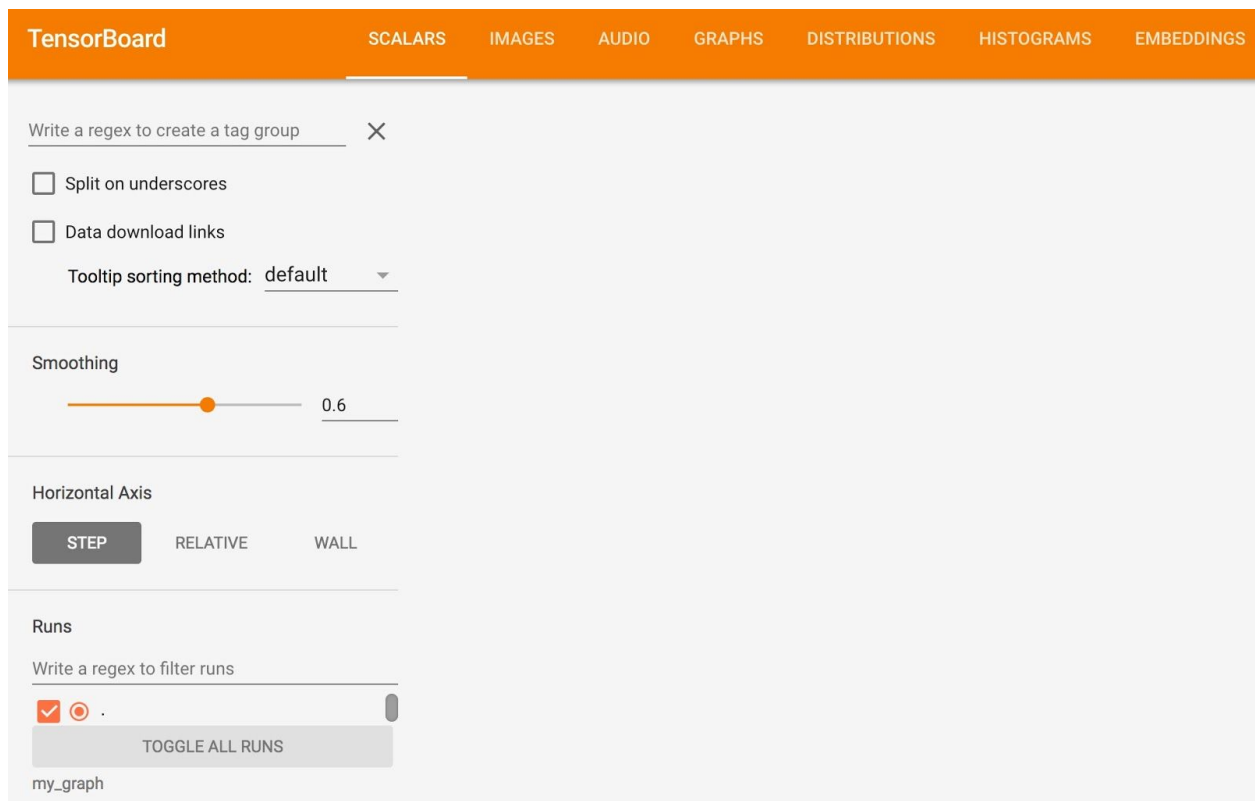 TensorBoard SCALARS IMAGES AUDIO GRAPHS DISTRIBUTIONS HISTOGRAMS EMBEDDINGS
Write a regex to create a tag group
Split on underscores
Data download links
Tooltip sorting method: default
Smoothing
0.6
Horizontal Axis
STEP RELATIVE WALL
Runs
Write a regex to filter runs
.
TOGGLE ALL RUNS
my_graph